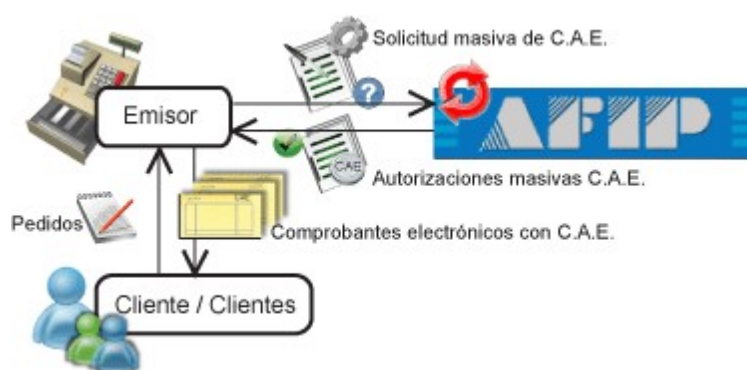 Solicitud masiva de C.A.E.
?
Emisor
AFIP
CAE
Autorizaciones masivas C.A.E.
Pedidos
Comprobantes electrónicos con C.A.E.
Cliente / Clientes